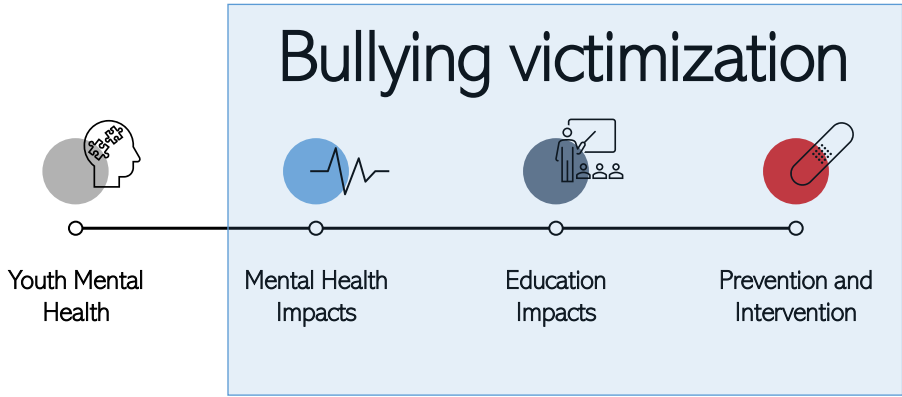 Bullying victimization
Youth Mental
Health
Mental Health
Impacts
Education
Impacts
Prevention and
Intervention